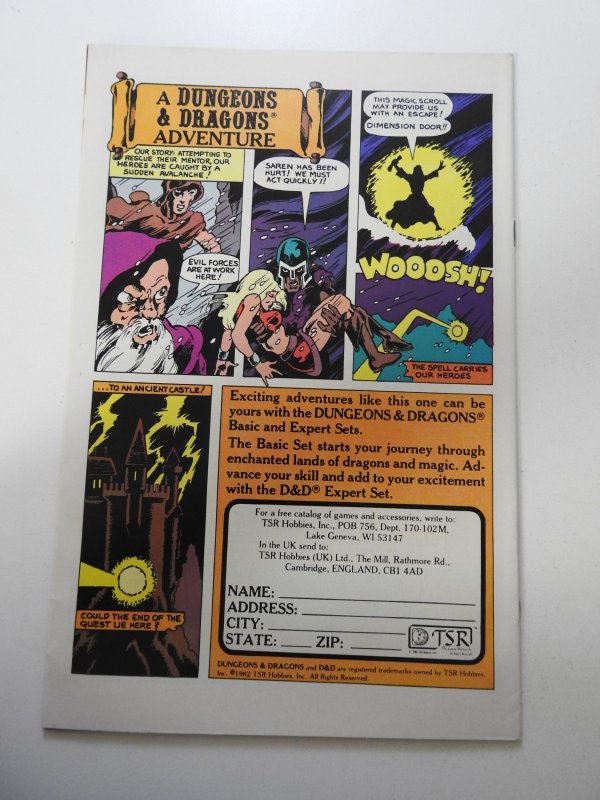 A DUNGEONS
& DRAGONS®
ADVENTURE
OUR STORY: ATTEMPTING TO
RESCUE THEIR MENTOR, OUR
HEROES ARE CAUGHT BY A
SUDDEN AVALANCHE!
EVIL FORCES
ARE AT WORK
HERE!
SAREN HAS BEEN
HURT! WE MUST
ACT QUICKLY!!
THIS MAGIC SCROLL
MAY PROVIDE US
WITH AN ESCAPE!
DIMENSION DOOR!!
WOOOSH!
THE SPELL CARRIES
OUR HEROES
...TO AN ANCIENT CASTLE!
COULD THE END OF THE
QUEST LIE HERE?
Exciting adventures like this one can be
yours with the DUNGEONS & DRAGONS®
Basic and Expert Sets.
The Basic Set starts your journey through
enchanted lands of dragons and magic. Ad-
vance your skill and add to your excitement
with the D&D® Expert Set.
For a free catalog of games and accessories, write to:
TSR Hobbies, Inc., POB 756, Dept. 170-102M,
Lake Geneva, WI 53147
In the UK send to:
TSR Hobbies (UK) Ltd., The Mill, Rathmore Rd.,
Cambridge, ENGLAND, CB1 4AD
NAME:
ADDRESS:
CITY:
STATE: ZIP:
TSR
DUNGEONS & DRAGONS and D&D are registered trademarks owned by TSR Hobbies,
Inc. ©1982 TSR Hobbies, Inc. All Rights Reserved.